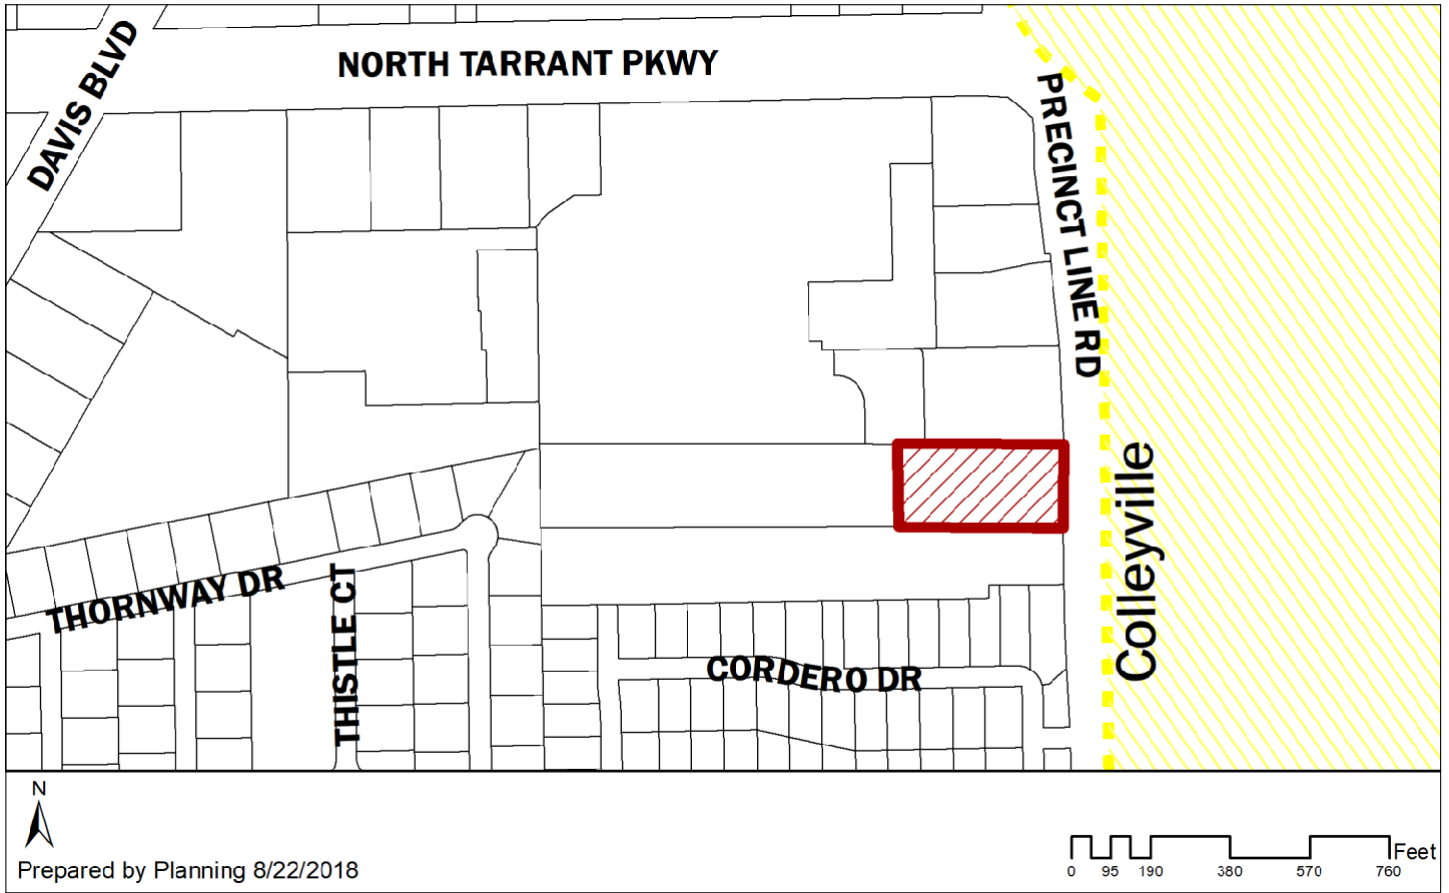 DAVIS BLVD
NORTH TARRANT PKWY
PRECINCT LINE RD
Colleyville
THORNWAY DR
THISTLE CT
CORDERO DR
N
Prepared by Planning 8/22/2018
Feet
0 95 190 380 570 760